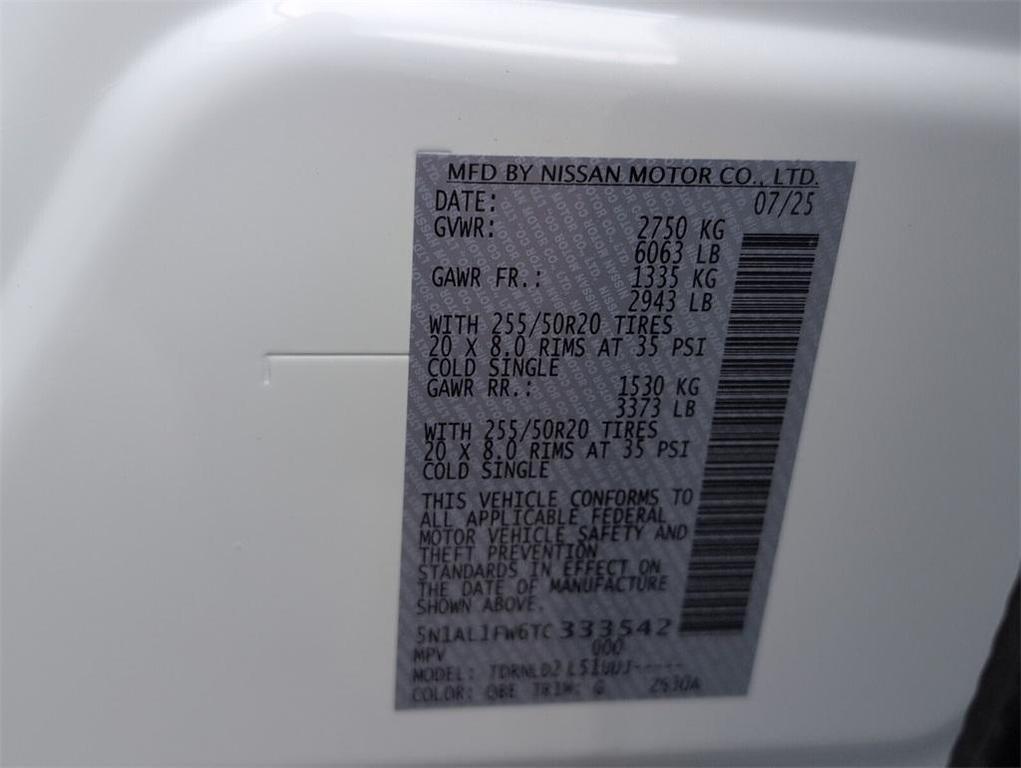 MFD BY NISSAN MOTOR CO., LTD.
DATE: 07/25
GVWR: 2750 KG
6063 LB
GAWR FR.: 1335 KG
2943 LB
WITH 255/50R20 TIRES
20 X 8.0 RIMS AT 35 PSI
COLD SINGLE
GAWR RR.: 1530 KG
3373 LB
WITH 255/50R20 TIRES
20 X 8.0 RIMS AT 35 PSI
COLD SINGLE
THIS VEHICLE CONFORMS TO
ALL APPLICABLE FEDERAL
MOTOR VEHICLE SAFETY AND
THEFT PREVENTION
STANDARDS IN EFFECT ON
THE DATE OF MANUFACTURE
SHOWN ABOVE.
5N1AL1FW6TC333542
MPV 000
MODEL:
COLOR: QBE TRIM: G